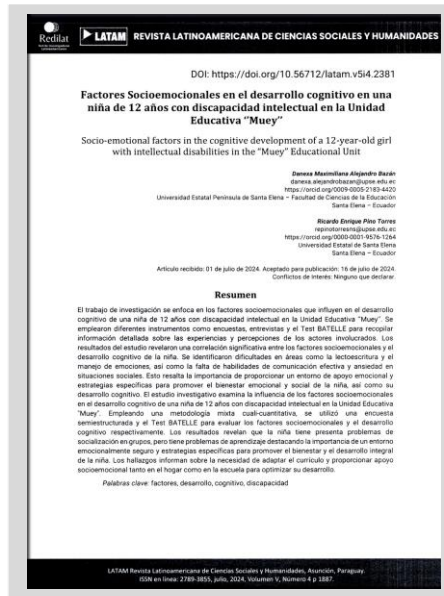 Redilat
LATAM
REVISTA LATINOAMERICANA DE CIENCIAS SOCIALES Y HUMANIDADES
DOI: https://doi.org/10.56712/latam.v5i4.2381
Factores Socioemocionales en el desarrollo cognitivo en una
niña de 12 años con discapacidad intelectual en la Unidad
Educativa “Muey”
Socio-emotional factors in the cognitive development of a 12-year-old girl
with intellectual disabilities in the “Muey” Educational Unit
Danexa Maximiliana Alejandro Bazán
danexa.alejandrobazan@upse.edu.ec
https://orcid.org/0009-0005-2183-4420
Universidad Estatal Península de Santa Elena – Facultad de Ciencias de la Educación
Santa Elena – Ecuador
Ricardo Enrique Pino Torres
repinotorresns@upse.edu.ec
https://orcid.org/0000-0001-9576-1264
Universidad Estatal de Santa Elena
Santa Elena – Ecuador
Artículo recibido: 01 de julio de 2024. Aceptado para publicación: 16 de julio de 2024.
Conflictos de Interés: Ninguno que declarar.
Resumen
El trabajo de investigación se enfoca en los factores socioemocionales que influyen en el desarrollo
cognitivo de una niña de 12 años con discapacidad intelectual en la Unidad Educativa "Muey". Se
emplearon diferentes instrumentos como encuestas, entrevistas y el Test BATELLE para recopilar
información detallada sobre las experiencias y percepciones de los actores involucrados. Los
resultados del estudio revelaron una correlación significativa entre los factores socioemocionales y el
desarrollo cognitivo de la niña. Se identificaron dificultades en áreas como la lectoescritura y el
manejo de emociones, así como la falta de habilidades de comunicación efectiva y ansiedad en
situaciones sociales. Esto resalta la importancia de proporcionar un entorno de apoyo emocional y
estrategias específicas para promover el bienestar emocional y social de la niña, así como su
desarrollo cognitivo. El estudio investigativo examina la influencia de los factores socioemocionales
en el desarrollo cognitivo de una niña de 12 años con discapacidad intelectual en la Unidad Educativa
"Muey". Empleando una metodología mixta cuali-cuantitativa, se utilizó una encuesta
semiestructurada y el Test BATELLE para evaluar los factores socioemocionales y el desarrollo
cognitivo respectivamente. Los resultados revelan que la niña tiene presenta problemas de
socialización en grupos, pero tiene problemas de aprendizaje destacando la importancia de un entorno
emocionalmente seguro y estrategias específicas para promover el bienestar y el desarrollo integral
de la niña. Los hallazgos informan sobre la necesidad de adaptar el currículo y proporcionar apoyo
socioemocional tanto en el hogar como en la escuela para optimizar su desarrollo.
Palabras clave: factores, desarrollo, cognitivo, discapacidad
LATAM Revista Latinoamericana de Ciencias Sociales y Humanidades, Asunción, Paraguay.
ISSN en línea: 2789-3855, julio, 2024, Volumen V, Número 4 p 1887.